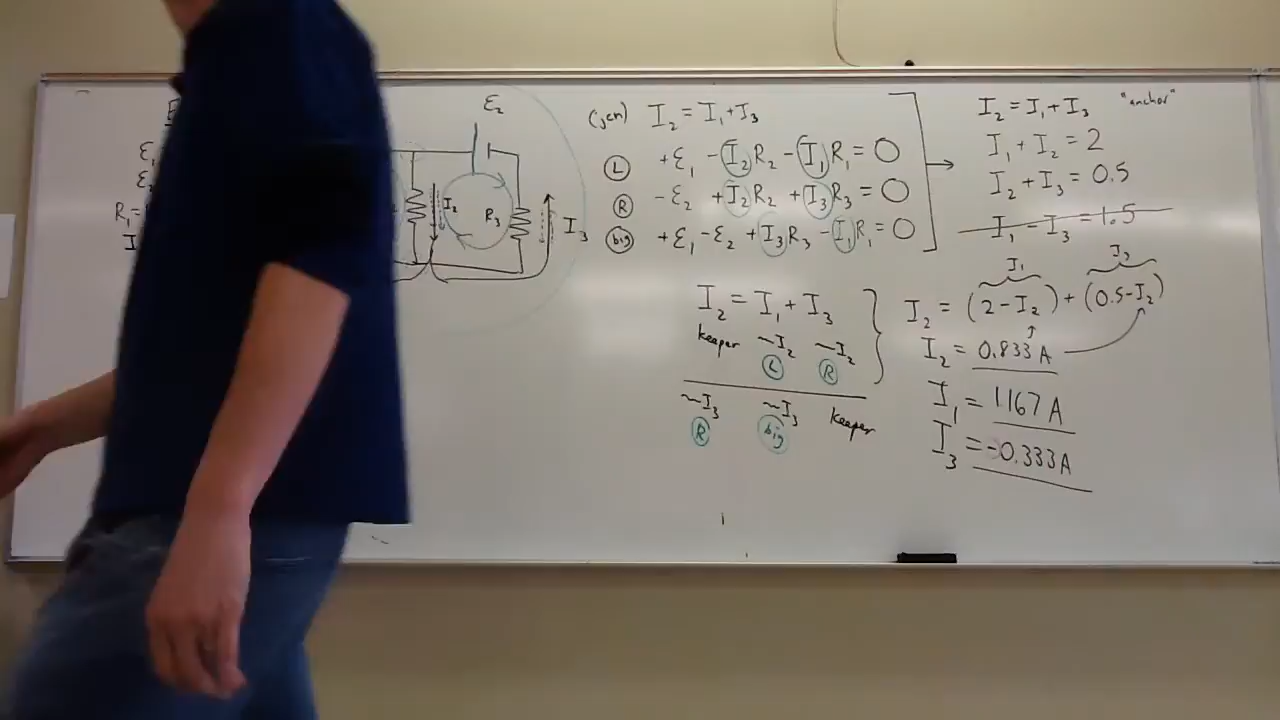 ε₁
ε₂
R₁=
I
ε₂
I₂
R₃
I₃
(jcn) I₂ = I₁ + I₃
(L) +ε₁ - I₂R₂ - I₁R₁ = 0
(R) -ε₂ + I₂R₂ + I₃R₃ = 0
(big) +ε₁ - ε₂ + I₃R₃ - I₁R₁ = 0
I₂ = I₁ + I₃
keeper ~I₂ ~I₂
(L) (R)
~I₃ ~I₃ keeper
(R) (big)
I₂ = I₁ + I₃ "anchor"
I₁ + I₂ = 2
I₂ + I₃ = 0.5
I₁ - I₃ = 1.5
I₁ I₃
I₂ = (2 - I₂) + (0.5 - I₂)
I₂ = 0.833 A
I₁ = 1.167 A
I₃ = -0.333 A